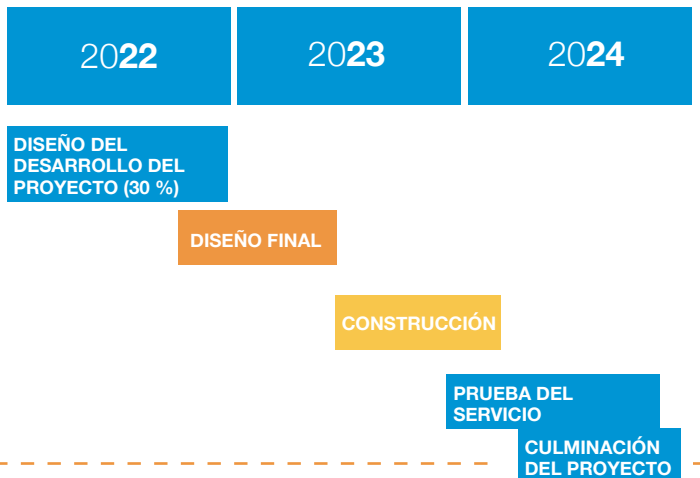 2022
2023
2024
DISEÑO DEL
DESARROLLO DEL
PROYECTO (30 %)
DISEÑO FINAL
CONSTRUCCIÓN
PRUEBA DEL
SERVICIO
CULMINACIÓN
DEL PROYECTO